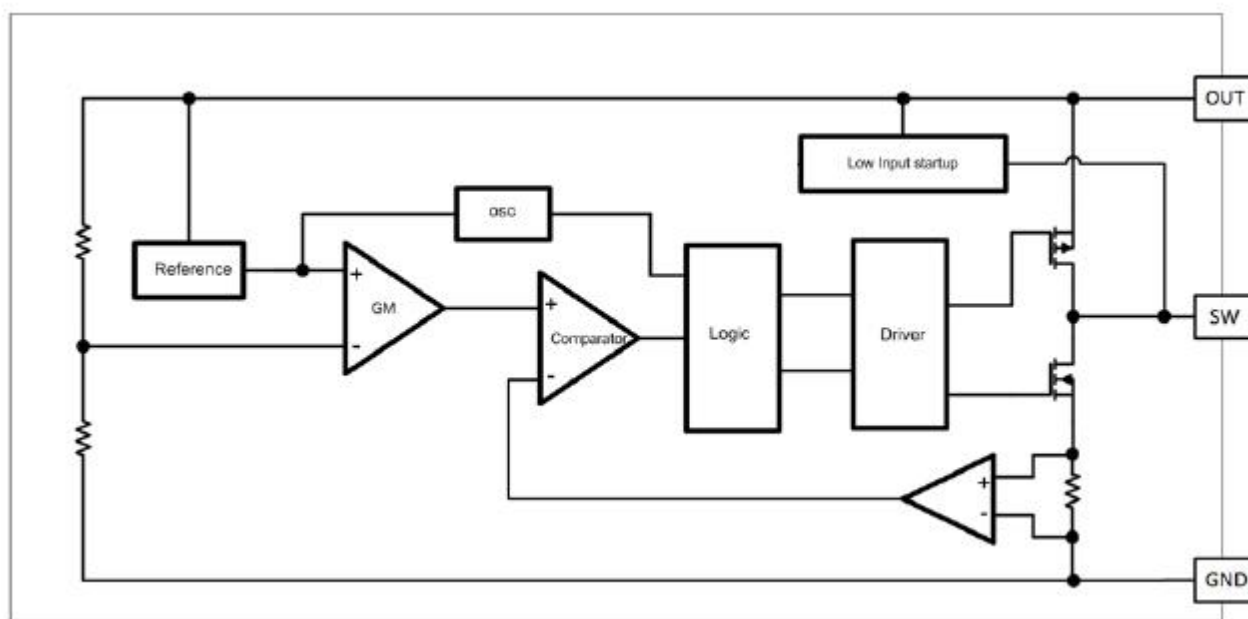 OUT
Low Input startup
osc
Reference
+
GM
-
+
Comparator
-
Logic
Driver
SW
+
-
GND